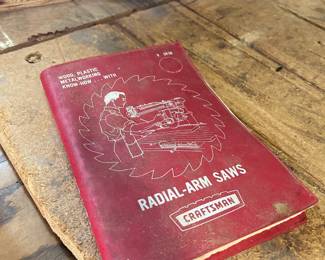 WOOD, PLASTIC
METALWORKING
KNOW-HOW . . . WITH
RADIAL-ARM SAWS
CRAFTSMAN